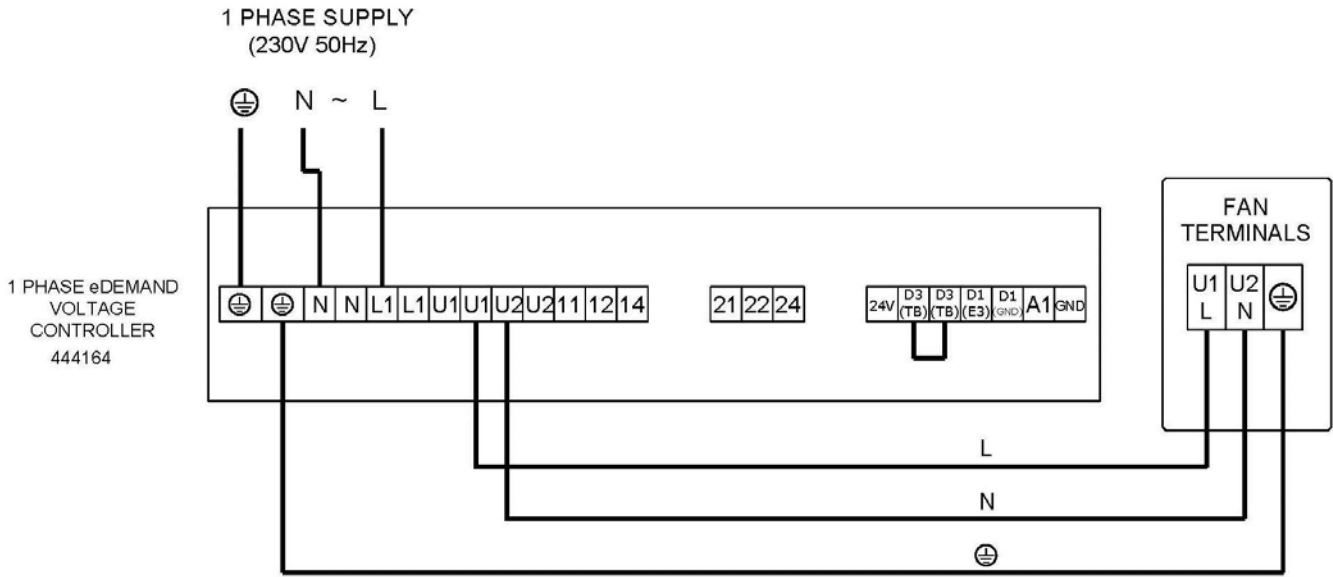 1 PHASE SUPPLY
(230V 50Hz)
N ~ L
FAN
TERMINALS
1 PHASE eDEMAND
VOLTAGE
CONTROLLER
444164
N N L1 L1 U1 U1 U2 U2 11 12 14 21 22 24 24V D3 (TB) D3 (TB) D1 (E3) D1 (GND) A1 GND
U1 U2
L N
L
N